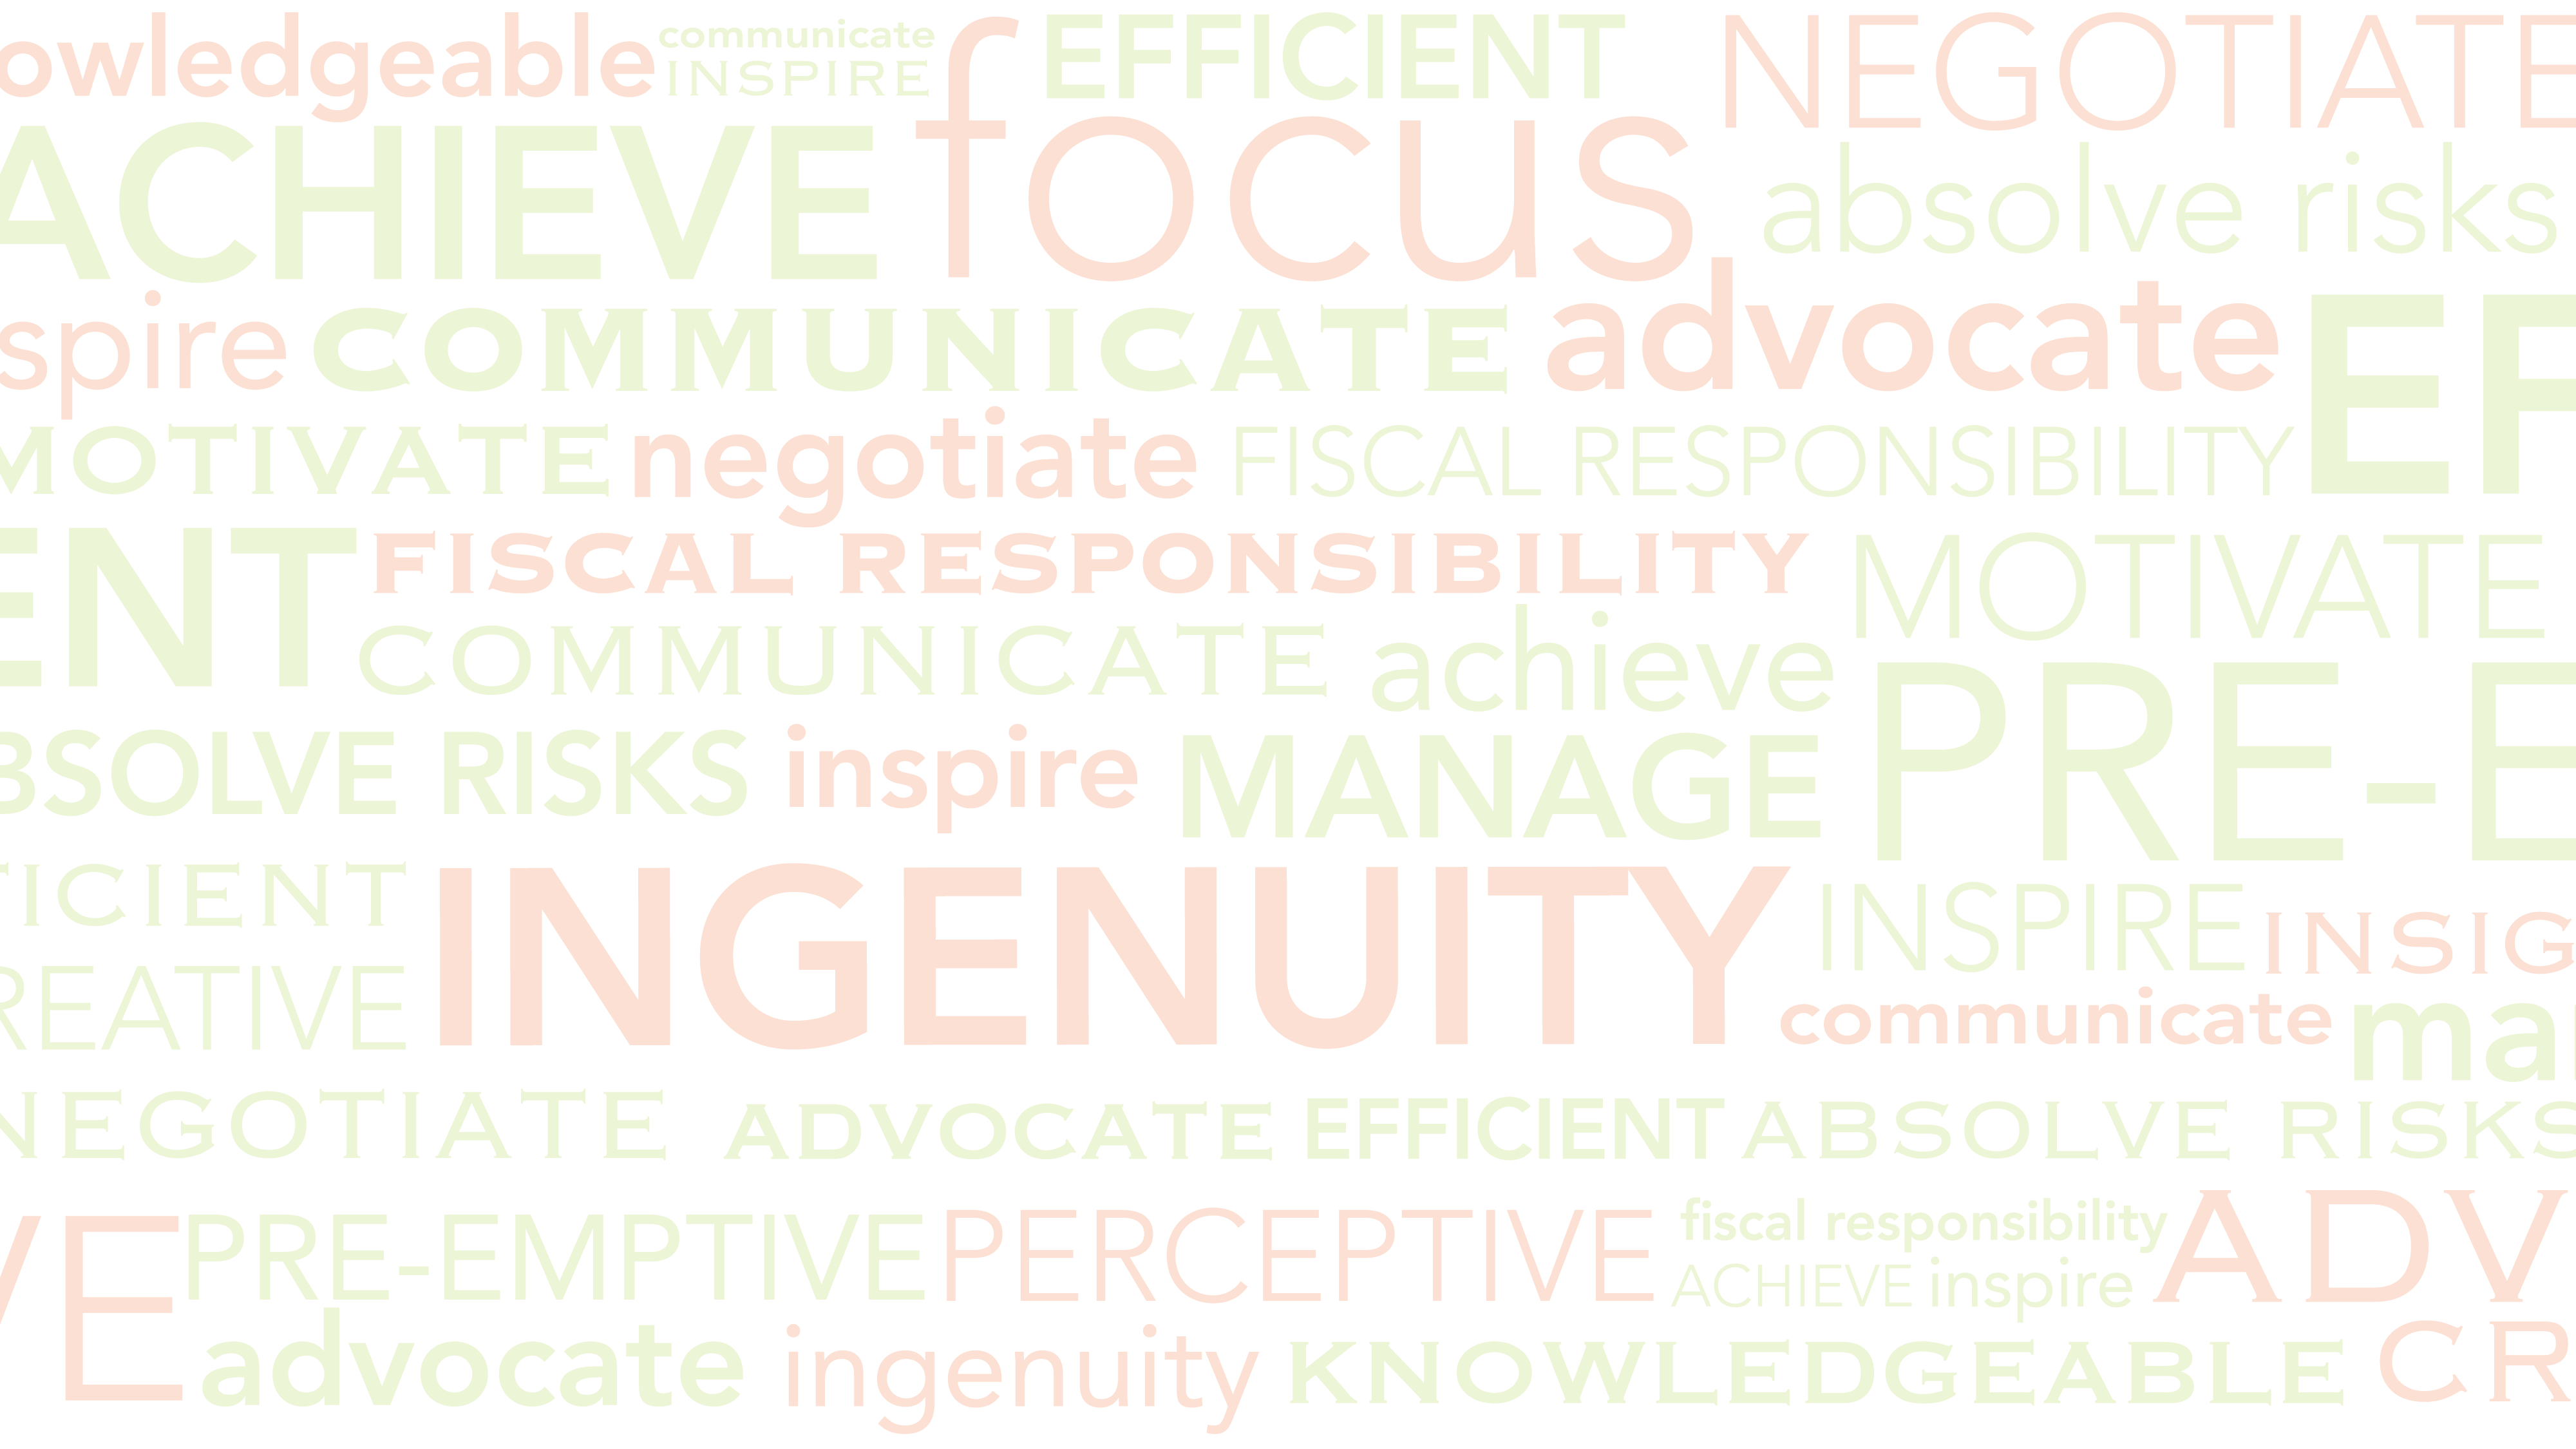 owledgeable communicate focus EFFICIENT NEGOTIATE
INSPIRE
ACHIEVE absolve risks
spire COMMUNICATE advocate EF
MOTIVATE negotiate FISCAL RESPONSIBILITY
ENT FISCAL RESPONSIBILITY MOTIVATE
COMMUNICATE achieve PRE-E
BSOLVE RISKS inspire MANAGE
ICIENT INGENUITY INSPIRE INSIG
REATIVE communicate ma
NEGOTIATE ADVOCATE EFFICIENT ABSOLVE RISKS
VE PRE-EMPTIVE PERCEPTIVE fiscal responsibility ADV
ACHIEVE inspire
advocate ingenuity KNOWLEDGEABLE CR